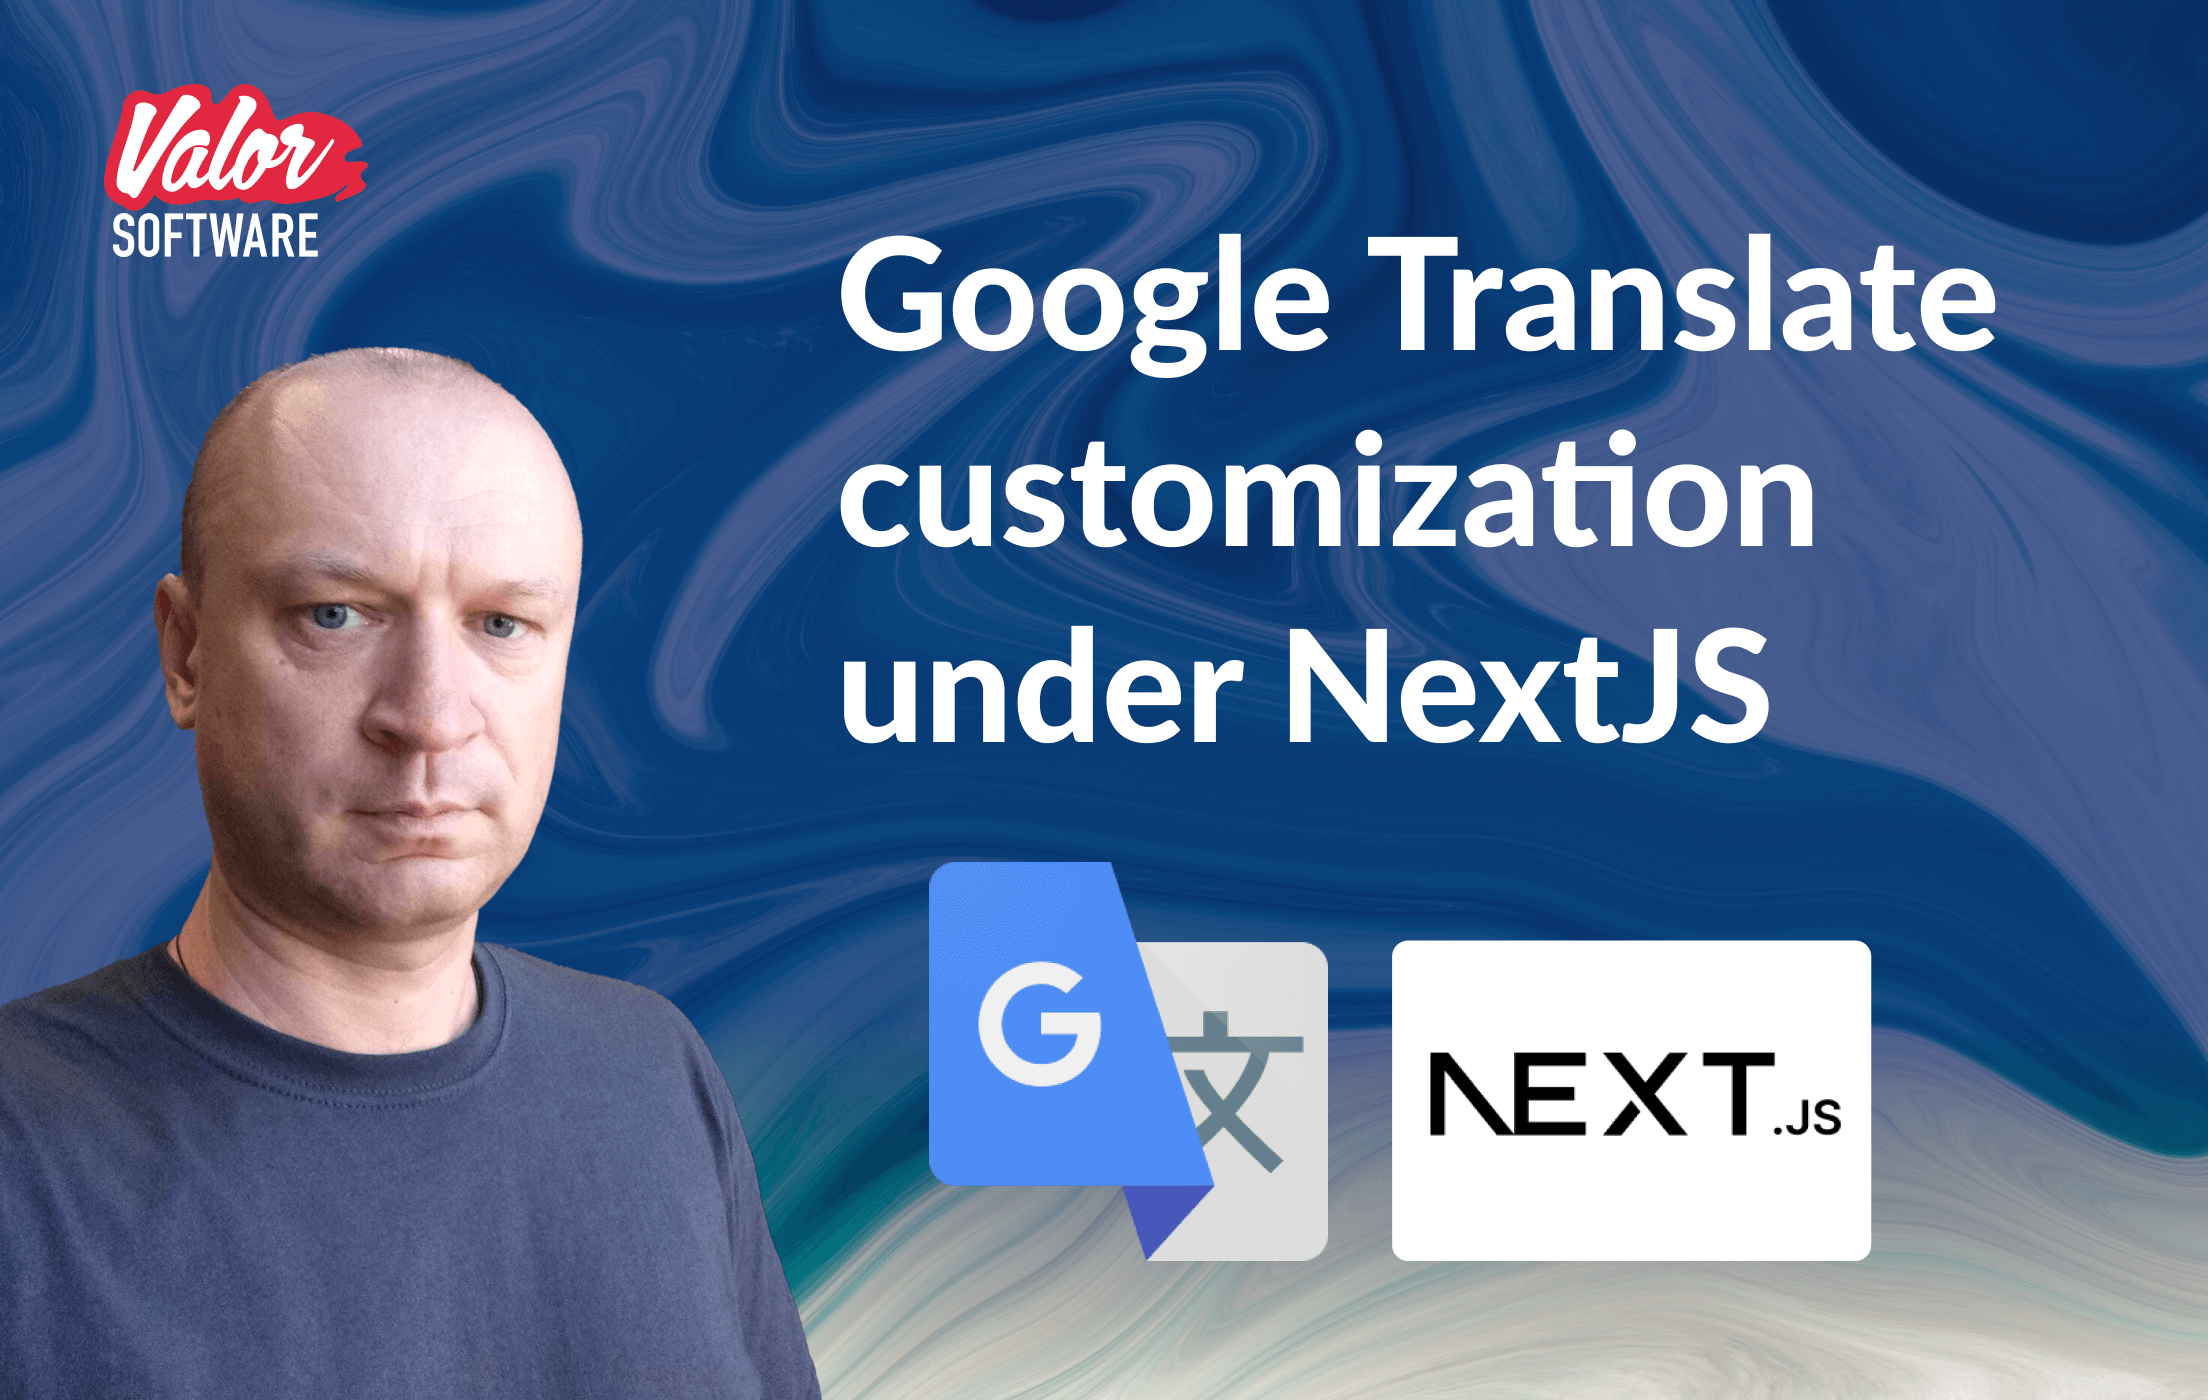 Valor
SOFTWARE
Google Translate
customization
under NextJS
G 文
NEXT.JS